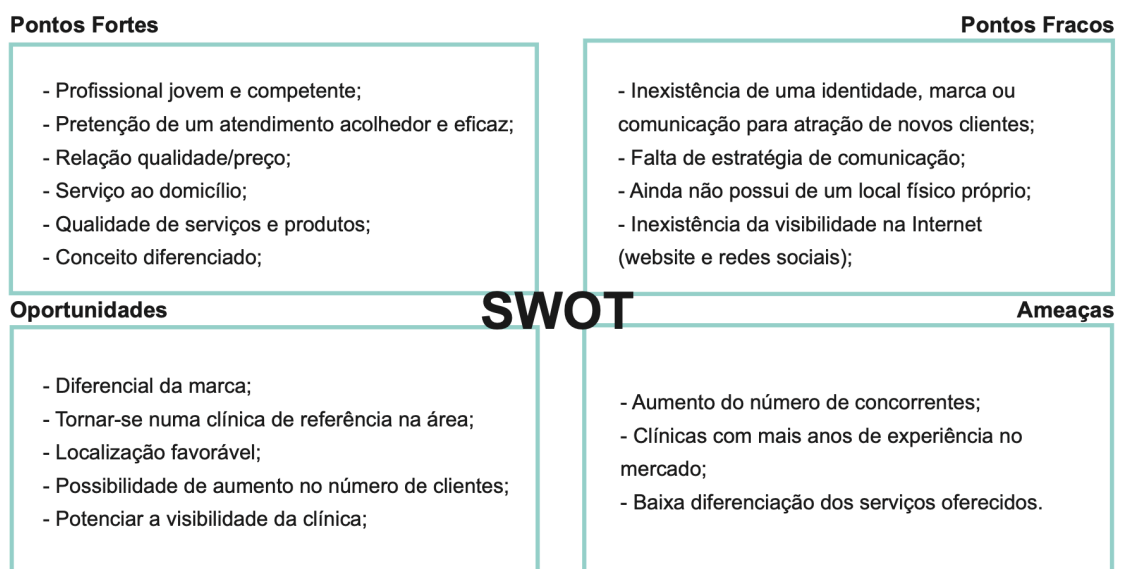 Pontos Fortes
- Profissional jovem e competente;
- Pretenção de um atendimento acolhedor e eficaz;
- Relação qualidade/preço;
- Serviço ao domicílio;
- Qualidade de serviços e produtos;
- Conceito diferenciado;
Pontos Fracos
- Inexistência de uma identidade, marca ou
comunicação para atração de novos clientes;
- Falta de estratégia de comunicação;
- Ainda não possui de um local físico próprio;
- Inexistência da visibilidade na Internet
(website e redes sociais);
SWOT
Oportunidades
- Diferencial da marca;
- Tornar-se numa clínica de referência na área;
- Localização favorável;
- Possibilidade de aumento no número de clientes;
- Potenciar a visibilidade da clínica;
Ameaças
- Aumento do número de concorrentes;
- Clínicas com mais anos de experiência no
mercado;
- Baixa diferenciação dos serviços oferecidos.